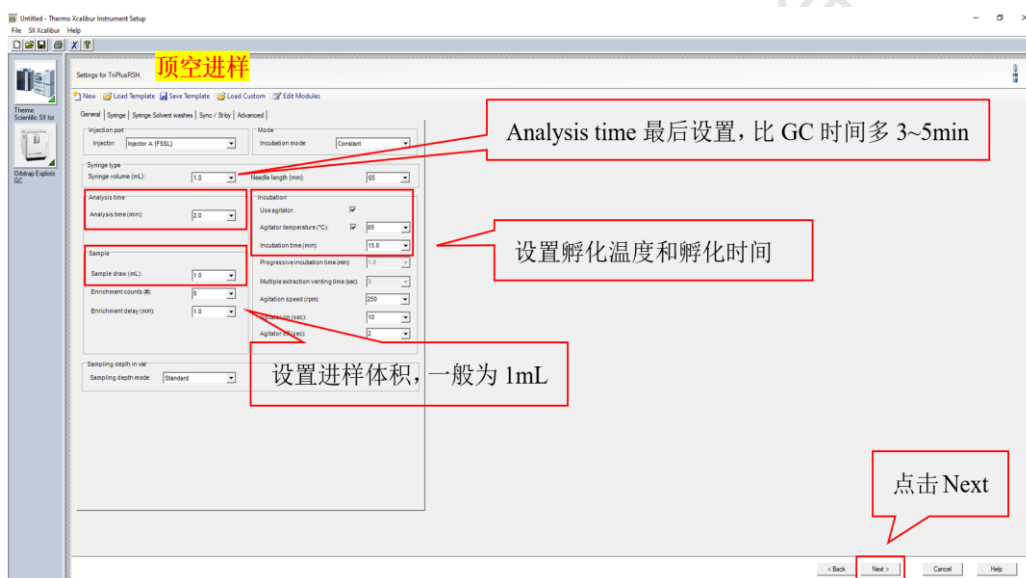 Untitled - Thermo Xcalibur Instrument Setup
File SII Xcalibur Help
顶空进样
Settings for TriPlusRSH.
New Load Template Save Template Load Custom Edit Modules
General Syringe Syringe Solvent washes Sync / St-by Advanced
Thermo Scientific SII for
Orbitrap Exploris GC
Injection port
Injector: Injector A (FSSL)
Mode
Incubation mode: Constant
Syringe type
Syringe volume (mL): 1.0
Needle length (mm): 65
Analysis time
Analysis time (min): 2.0
Incubation
Use agitator:
Agitator temperature (°C): 65
Incubation time (min): 15.0
Sample
Sample draw (mL): 1.0
Progressive incubation time (min): 1.0
Enrichment counts (#): 0
Multiple extraction venting time (sec):
Enrichment delay (min): 1.0
Agitation speed (rpm): 250
Agitator on (sec): 10
Agitator off (sec): 2
Sampling depth in vial
Sampling depth mode: Standard
Analysis time 最后设置，比 GC 时间多 3~5min
设置孵化温度和孵化时间
设置进样体积，一般为 1mL
点击 Next
< Back Next > Cancel Help